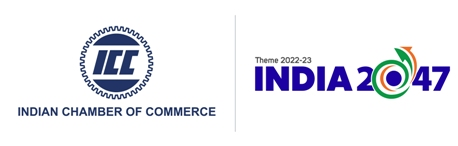 ICC
INDIAN CHAMBER OF COMMERCE
Theme 2022-23
INDIA 2047